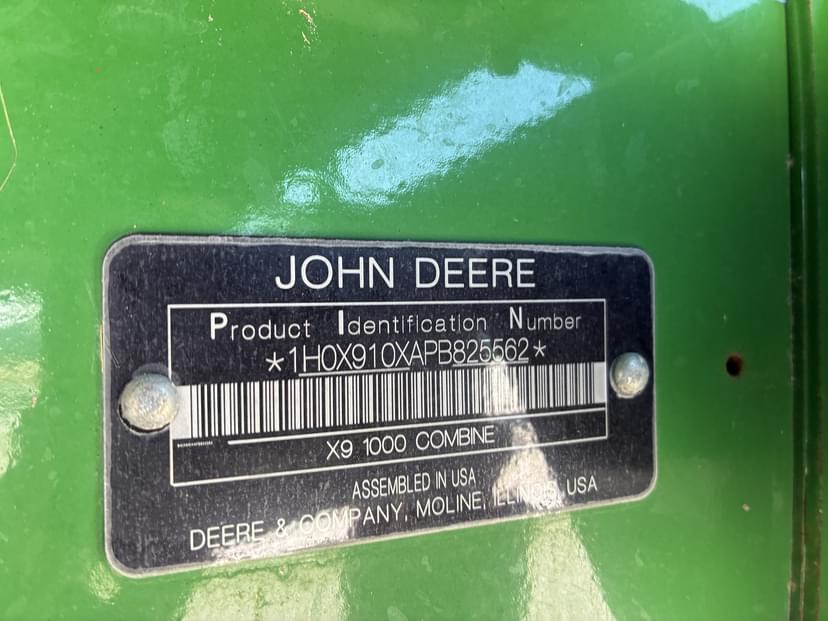 JOHN DEERE
Product Identification Number
*1H0X910XAPB825562*
X9 1000 COMBINE
ASSEMBLED IN USA
DEERE & COMPANY, MOLINE, ILLINOIS, USA